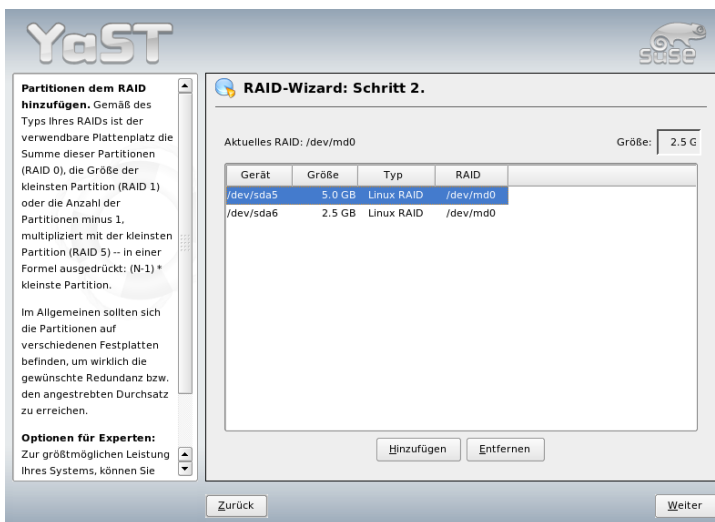 YaST
SUSE
Partitionen dem RAID
hinzufügen. Gemäß des
Typs Ihres RAIDs ist der
verwendbare Plattenplatz die
Summe dieser Partitionen
(RAID 0), die Größe der
kleinsten Partition (RAID 1)
oder die Anzahl der
Partitionen minus 1,
multipliziert mit der kleinsten
Partition (RAID 5) -- in einer
Formel ausgedrückt: (N-1) *
kleinste Partition.
Im Allgemeinen sollten sich
die Partitionen auf
verschiedenen Festplatten
befinden, um wirklich die
gewünschte Redundanz bzw.
den angestrebten Durchsatz
zu erreichen.
Optionen für Experten:
Zur größtmöglichen Leistung
Ihres Systems, können Sie
RAID-Wizard: Schritt 2.
Aktuelles RAID: /dev/md0 Größe: 2.5 G
Gerät Größe Typ RAID
/dev/sda5 5.0 GB Linux RAID /dev/md0
/dev/sda6 2.5 GB Linux RAID /dev/md0
Hinzufügen Entfernen
Zurück Weiter